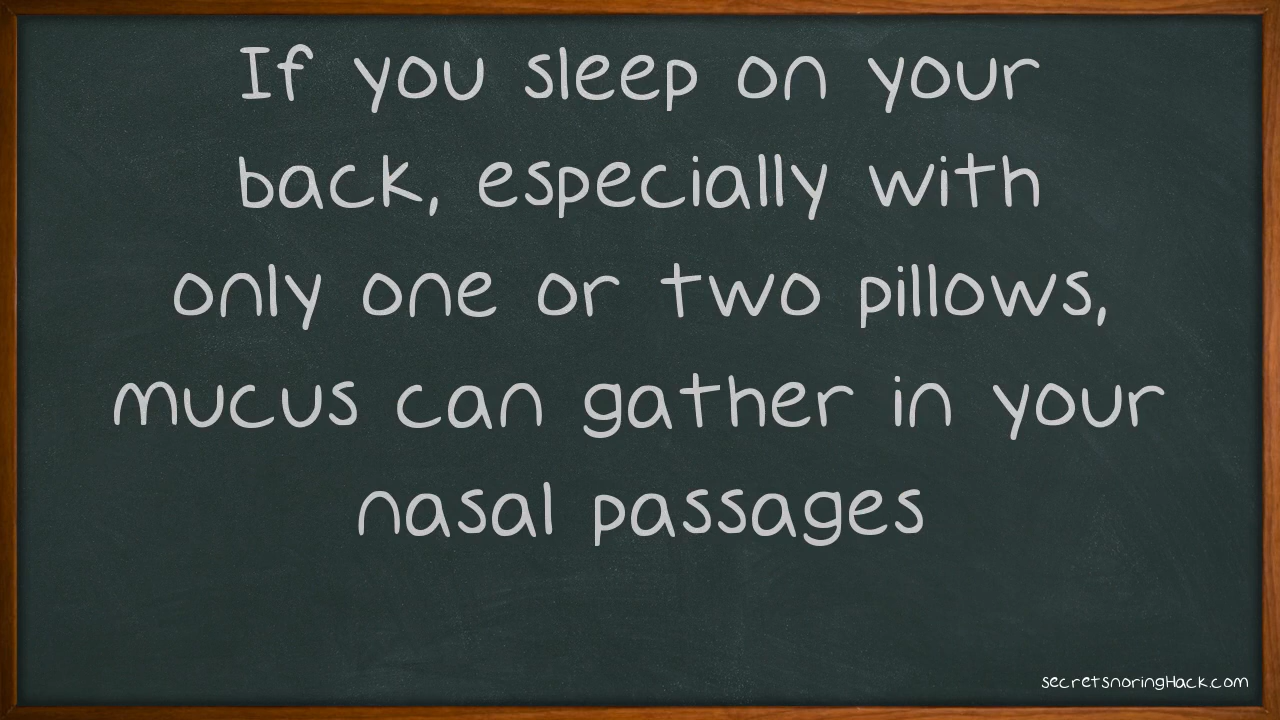 If you sleep on your
back, especially with
only one or two pillows,
mucus can gather in your
nasal passages
secretsnoringHack.com